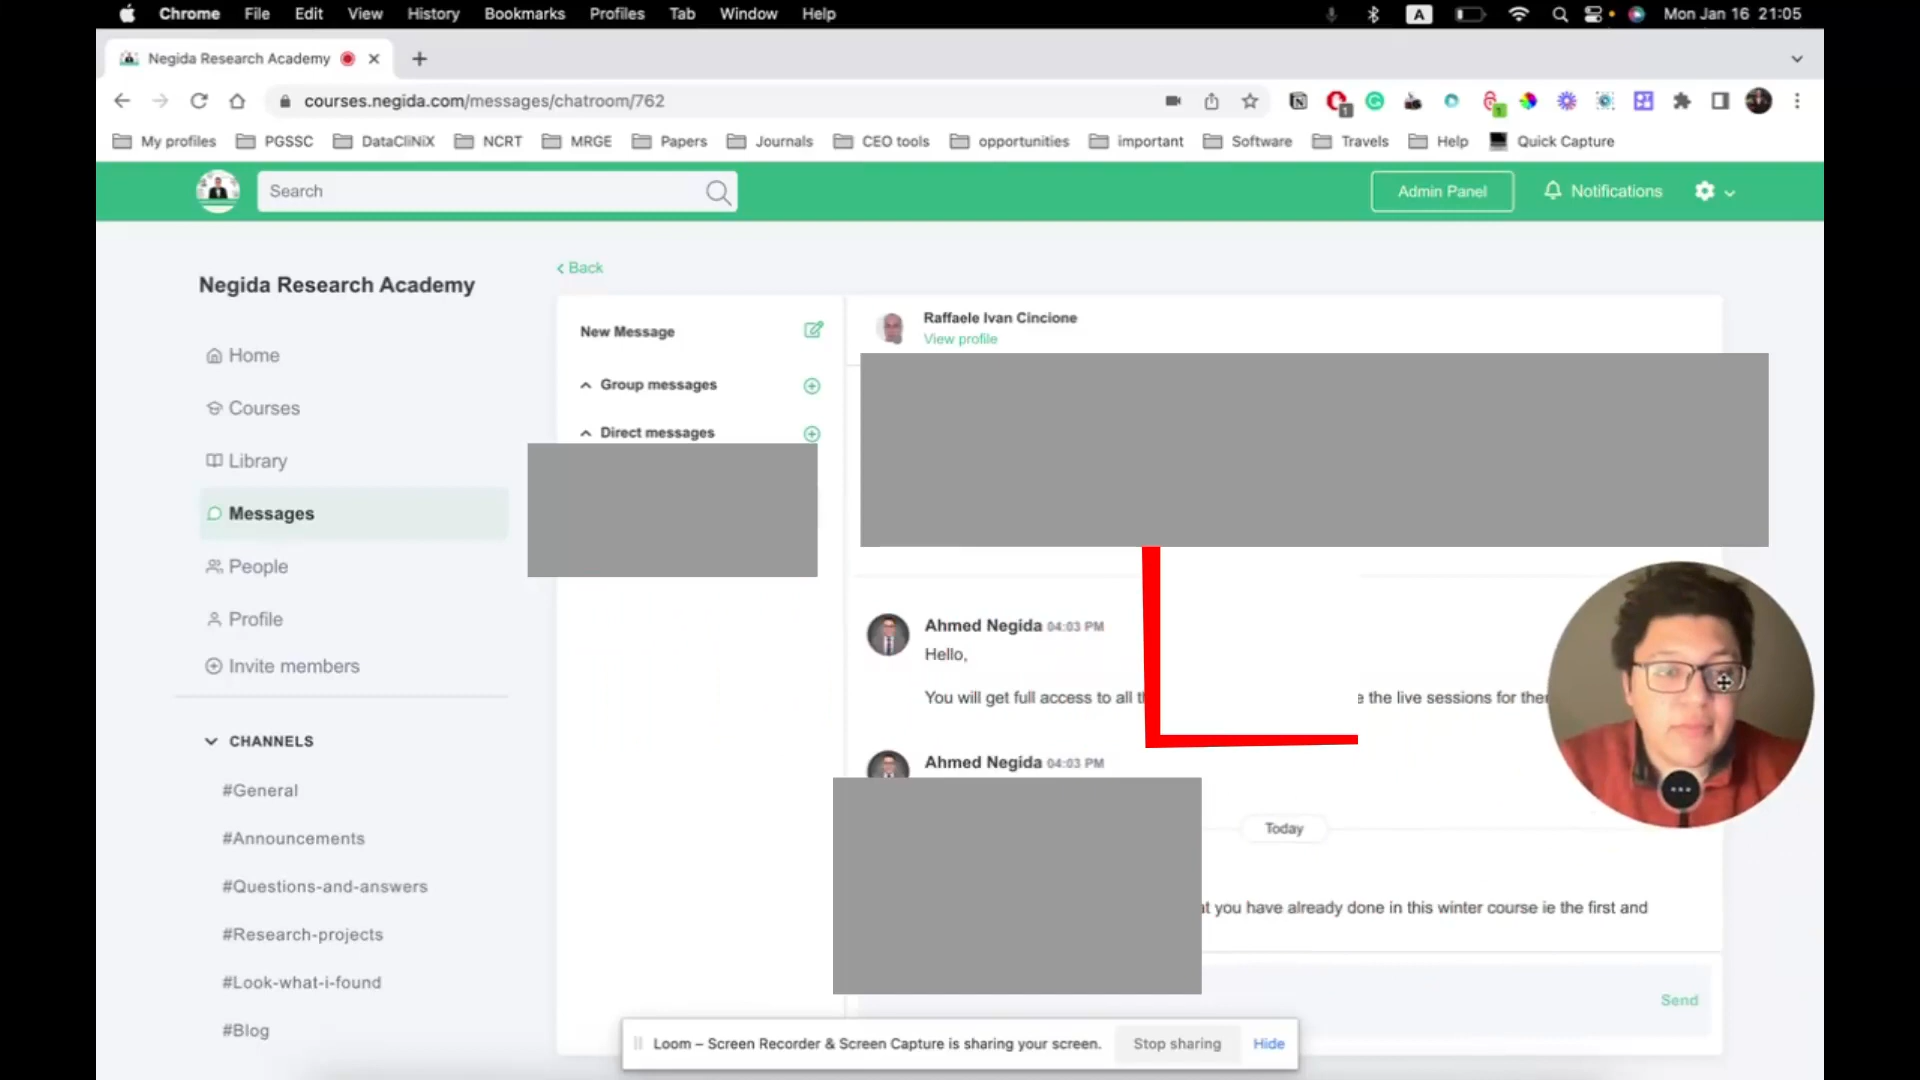 Chrome File Edit View History Bookmarks Profiles Tab Window Help A Mon Jan 16 21:05
Negida Research Academy
courses.negida.com/messages/chatroom/762
My profiles PGSSC DataCliNiX NCRT MRGE Papers Journals CEO tools opportunities important Software Travels Help Quick Capture
Search Admin Panel Notifications
Back
Negida Research Academy
Home
Courses
Library
Messages
People
Profile
Invite members
CHANNELS
#General
#Announcements
#Questions-and-answers
#Research-projects
#Look-what-i-found
#Blog
New Message
Group messages
Direct messages
Raffaele Ivan Cincione
View profile
Ahmed Negida 04:03 PM
Hello,
You will get full access to all the live sessions for
Ahmed Negida 04:03 PM
Today
you have already done in this winter course ie the first and
Send
Loom – Screen Recorder & Screen Capture is sharing your screen. Stop sharing Hide